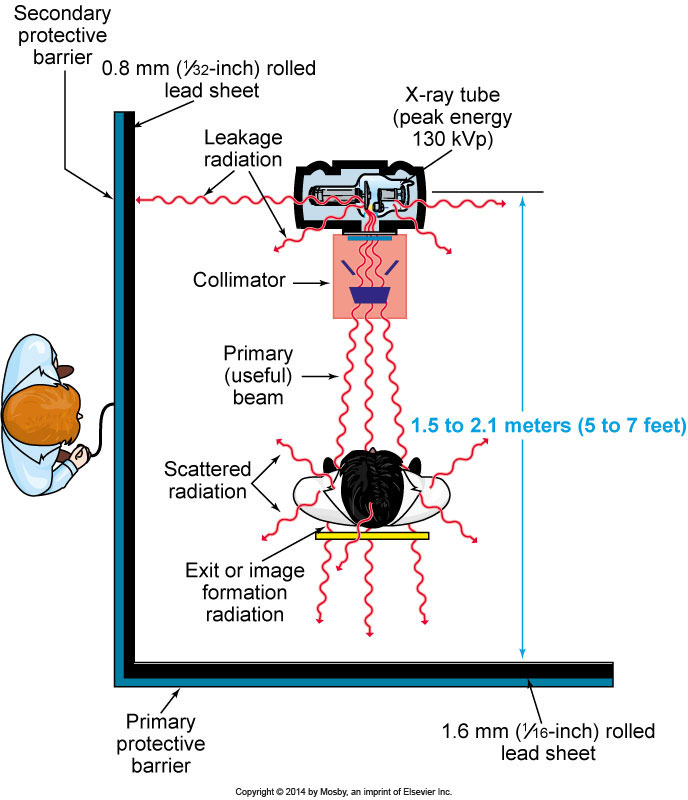 Secondary
protective
barrier
0.8 mm (1⁄32-inch) rolled
lead sheet
X-ray tube
(peak energy
130 kVp)
Leakage
radiation
Collimator
Primary
(useful)
beam
1.5 to 2.1 meters (5 to 7 feet)
Scattered
radiation
Exit or image
formation
radiation
Primary
protective
barrier
1.6 mm (1⁄16-inch) rolled
lead sheet
Copyright © 2014 by Mosby, an imprint of Elsevier Inc.